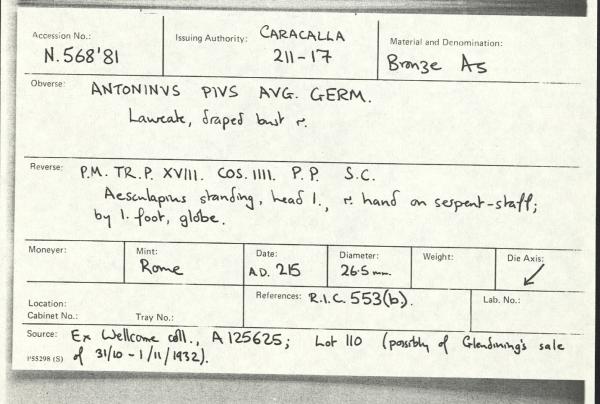 Accession No.: N.568'81
Issuing Authority: CARACALLA 211-17
Material and Denomination: Bronze As
Obverse: ANTONINVS PIVS AVG. GERM.
Laureate, draped bust r.
Reverse: P.M. TR.P. XVIII. COS. IIII. P.P. S.C.
Aesculapius standing, head l., r. hand on serpent-staff;
by l. foot, globe.
Moneyer:
Mint: Rome
Date: A.D. 215
Diameter: 26.5 mm.
Weight:
Die Axis: ↙
Location:
Cabinet No.: Tray No.:
References: R.I.C. 553(b).
Lab. No.:
Source: Ex Wellcome coll., A125625; Lot 110 (possibly of Glendining's sale
P55298 (S) of 31/10 - 1/11/1932).